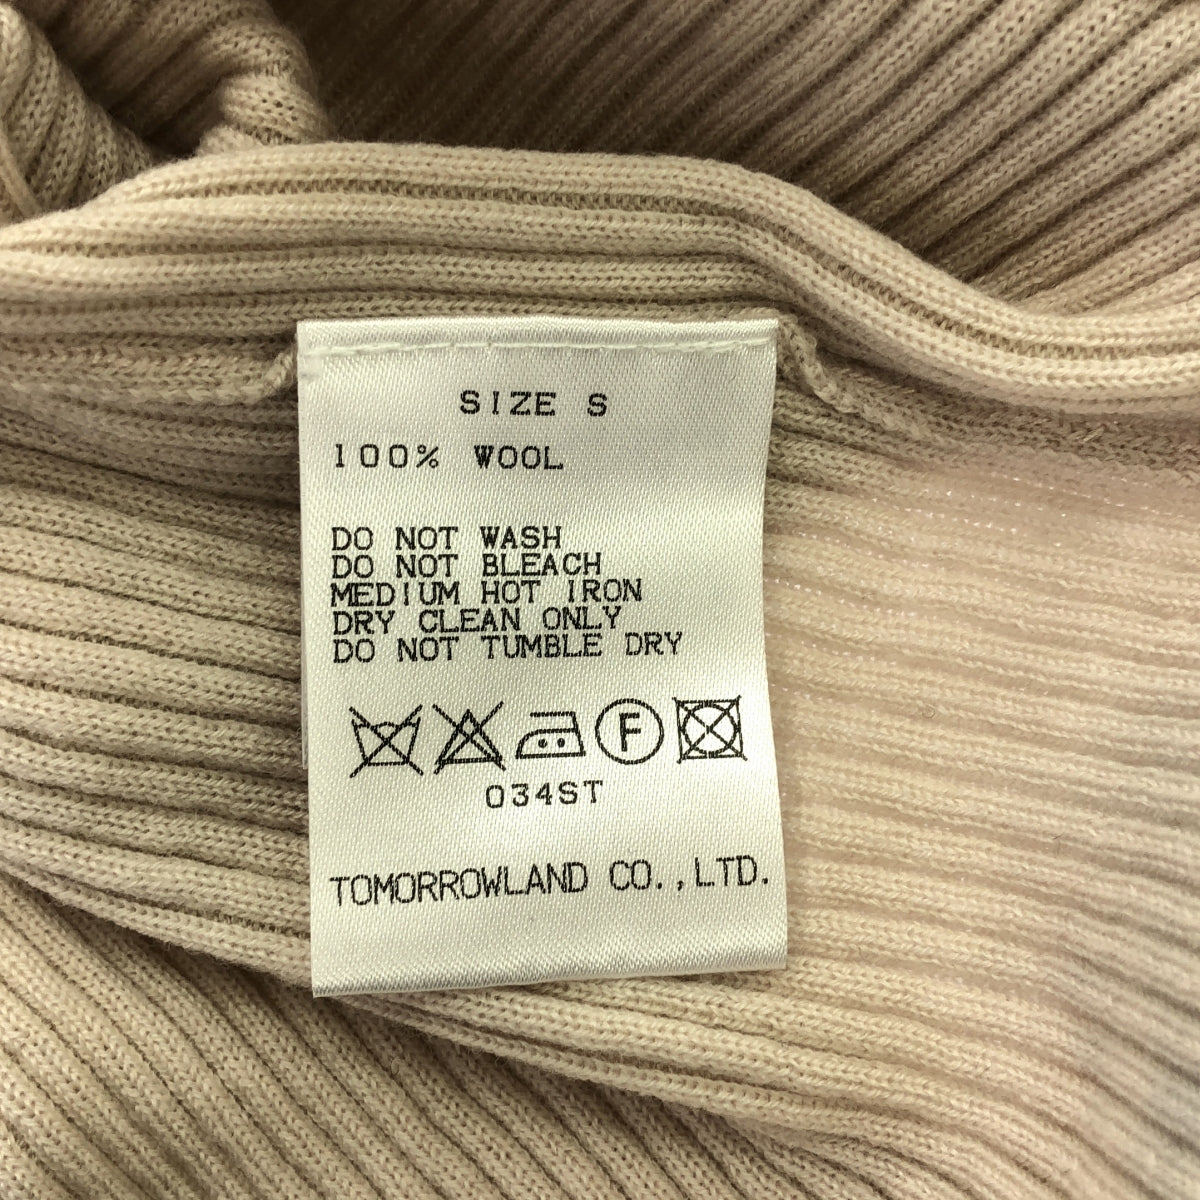 SIZE S
100% WOOL
DO NOT WASH
DO NOT BLEACH
MEDIUM HOT IRON
DRY CLEAN ONLY
DO NOT TUMBLE DRY
F
034ST
TOMORROWLAND CO.,LTD.